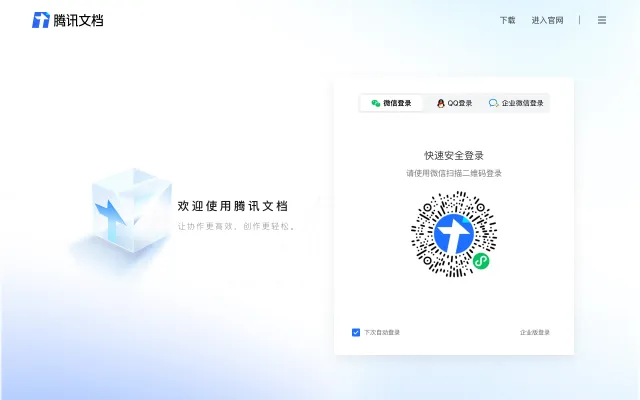 腾讯文档
下载 进入官网
微信登录 QQ登录 企业微信登录
快速安全登录
请使用微信扫描二维码登录
欢迎使用腾讯文档
让协作更高效，创作更轻松。
下次自动登录 企业版登录